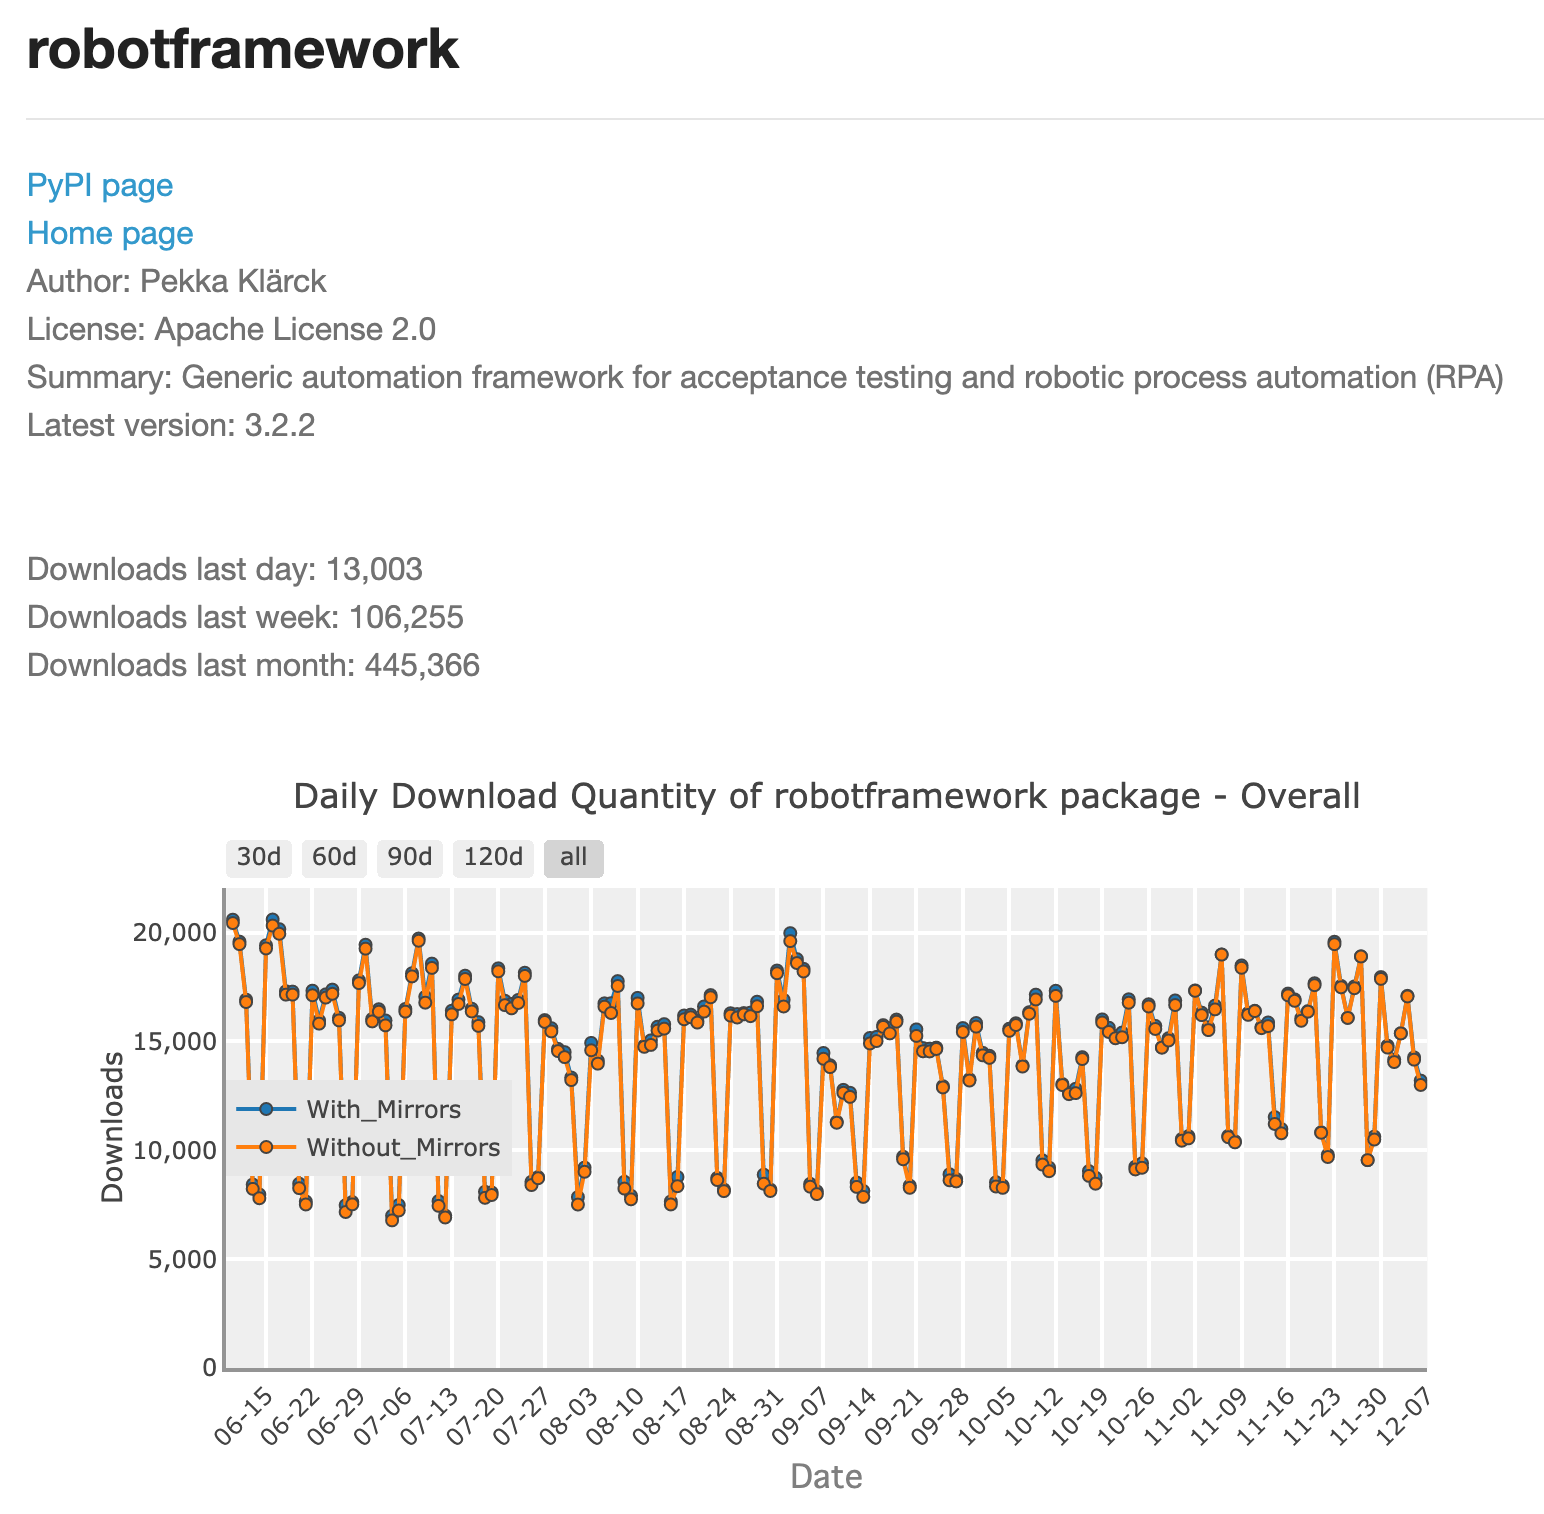 robotframework
PyPI page
Home page
Author: Pekka Klärck
License: Apache License 2.0
Summary: Generic automation framework for acceptance testing and robotic process automation (RPA)
Latest version: 3.2.2
Downloads last day: 13,003
Downloads last week: 106,255
Downloads last month: 445,366
Daily Download Quantity of robotframework package - Overall
30d 60d 90d 120d all
20,000
15,000
10,000
5,000
0
Downloads
With_Mirrors
Without_Mirrors
06-15 06-22 06-29 07-06 07-13 07-20 07-27 08-03 08-10 08-17 08-24 08-31 09-07 09-14 09-21 09-28 10-05 10-12 10-19 10-26 11-02 11-09 11-16 11-23 11-30 12-07
Date